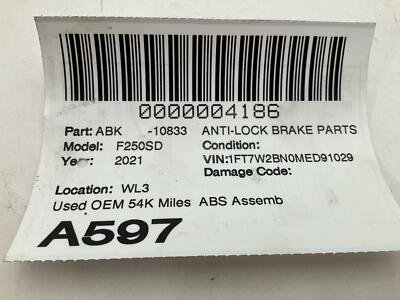 0000004186
Part: ABK -10833 ANTI-LOCK BRAKE PARTS
Model: F250SD Condition:
Year: 2021 VIN:1FT7W2BN0MED91029
Damage Code:
Location: WL3
Used OEM 54K Miles ABS Assemb
A597